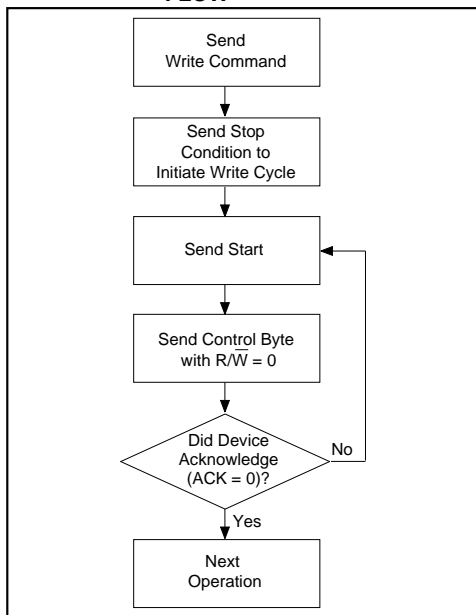 Send
Write Command
Send Stop
Condition to
Initiate Write Cycle
Send Start
Send Control Byte
with R/W̅ = 0
Did Device
Acknowledge
(ACK = 0)?
No
Yes
Next
Operation